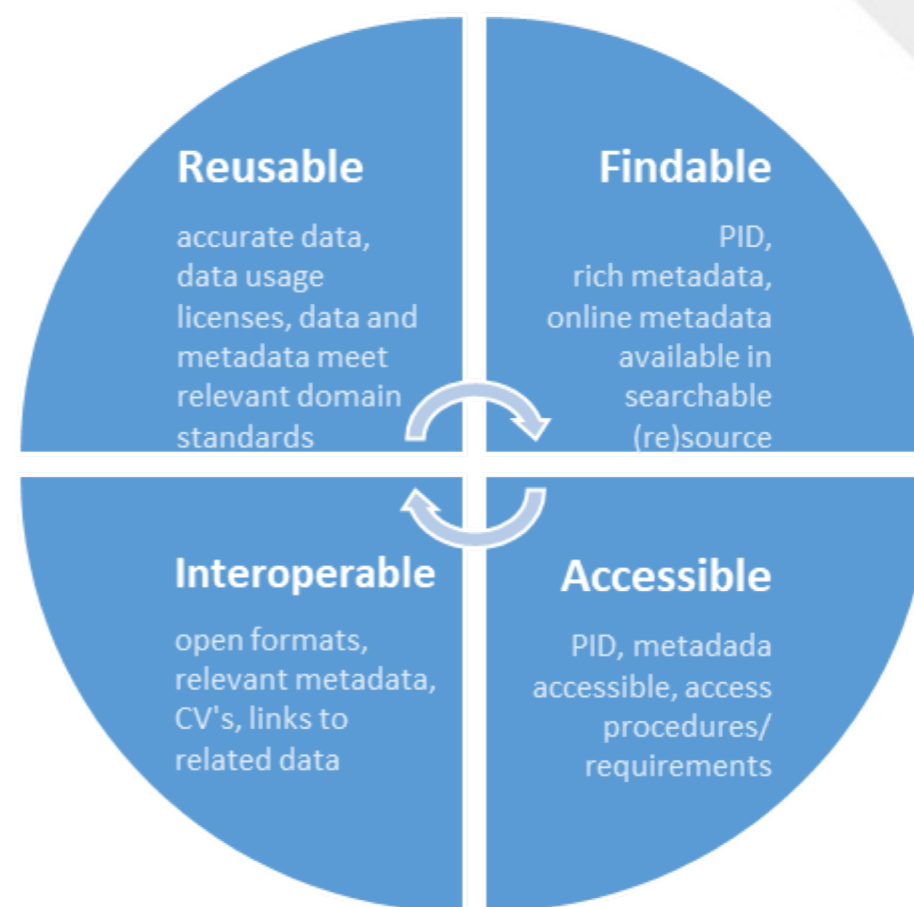 Reusable
accurate data,
data usage
licenses, data and
metadata meet
relevant domain
standards
Findable
PID,
rich metadata,
online metadata
available in
searchable
(re)source
Interoperable
open formats,
relevant metadata,
CV's, links to
related data
Accessible
PID, metadada
accessible, access
procedures/
requirements